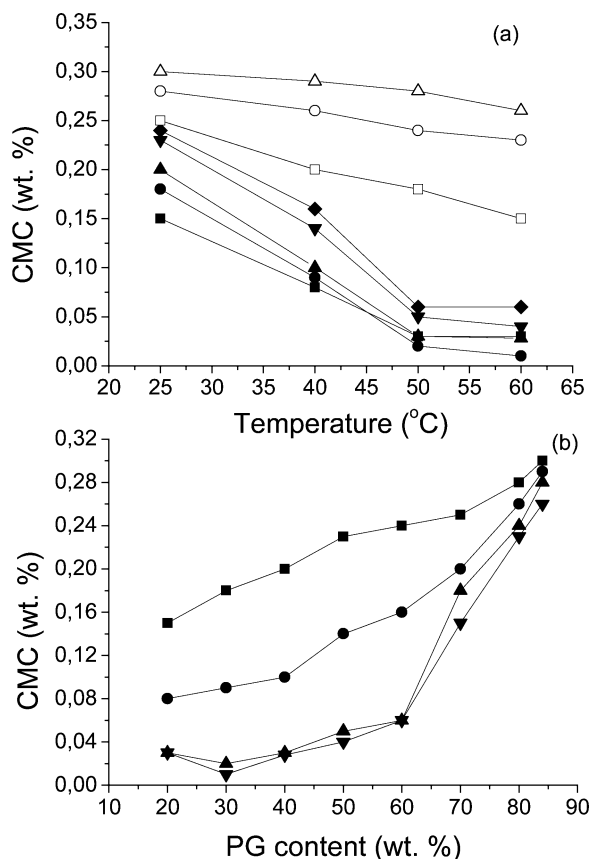 (a)
0,35
0,30
0,25
0,20
0,15
0,10
0,05
0,00
CMC (wt. %)
20 25 30 35 40 45 50 55 60 65
Temperature (°C)
(b)
0,32
0,28
0,24
0,20
0,16
0,12
0,08
0,04
0,00
CMC (wt. %)
10 20 30 40 50 60 70 80 90
PG content (wt. %)